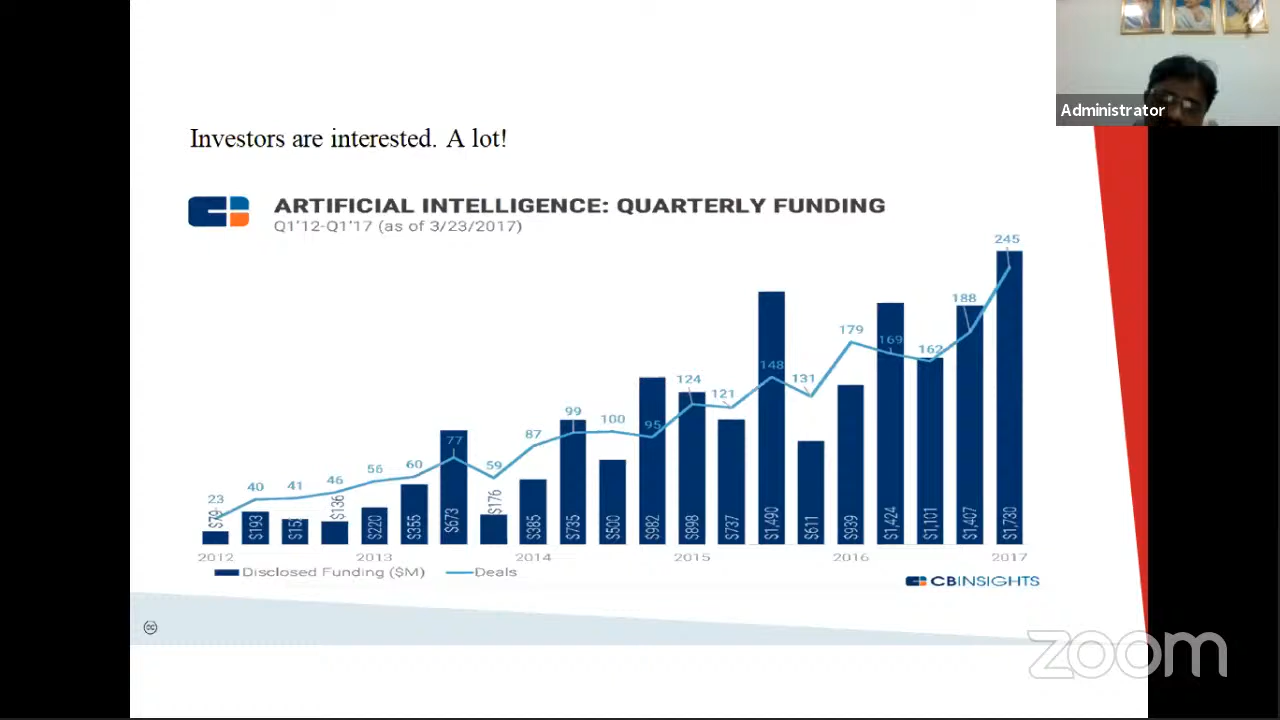 Administrator
Investors are interested. A lot!
ARTIFICIAL INTELLIGENCE: QUARTERLY FUNDING
Q1'12-Q1'17 (as of 3/23/2017)
23 40 41 46 56 60 77 59 87 99 100 95 124 121 148 131 179 169 162 188 245
$79 $193 $152 $136 $220 $355 $673 $176 $385 $735 $500 $982 $898 $737 $1,490 $611 $939 $1,424 $1,101 $1,407 $1,730
2012 2013 2014 2015 2016 2017
Disclosed Funding ($M) Deals
CBINSIGHTS
cc
zoom